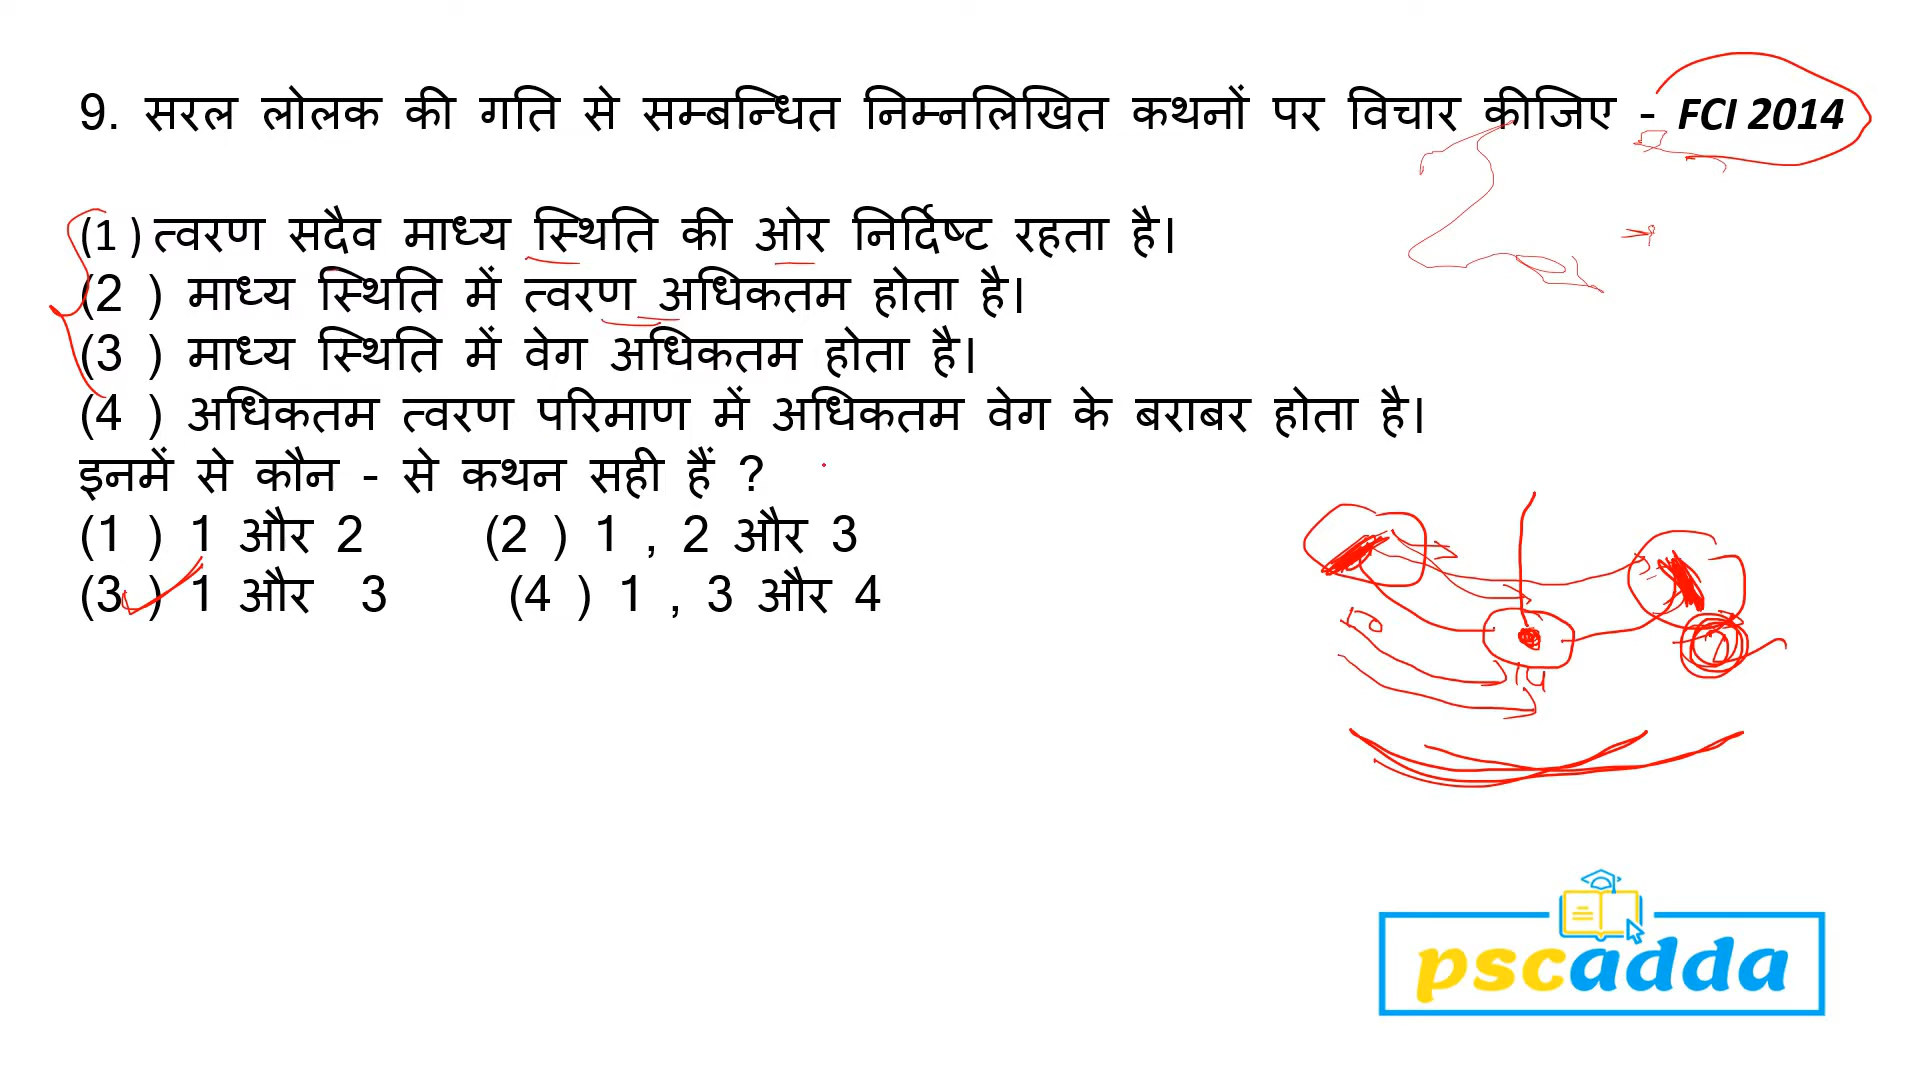 9. सरल लोलक की गति से सम्बन्धित निम्नलिखित कथनों पर विचार कीजिए - FCI 2014
(1) त्वरण सदैव माध्य स्थिति की ओर निर्दिष्ट रहता है।
(2 ) माध्य स्थिति में त्वरण अधिकतम होता है।
(3 ) माध्य स्थिति में वेग अधिकतम होता है।
(4 ) अधिकतम त्वरण परिमाण में अधिकतम वेग के बराबर होता है।
इनमें से कौन - से कथन सही हैं ?
(1 ) 1 और 2 (2 ) 1 , 2 और 3
(3 ) 1 और 3 (4 ) 1 , 3 और 4
pscadda